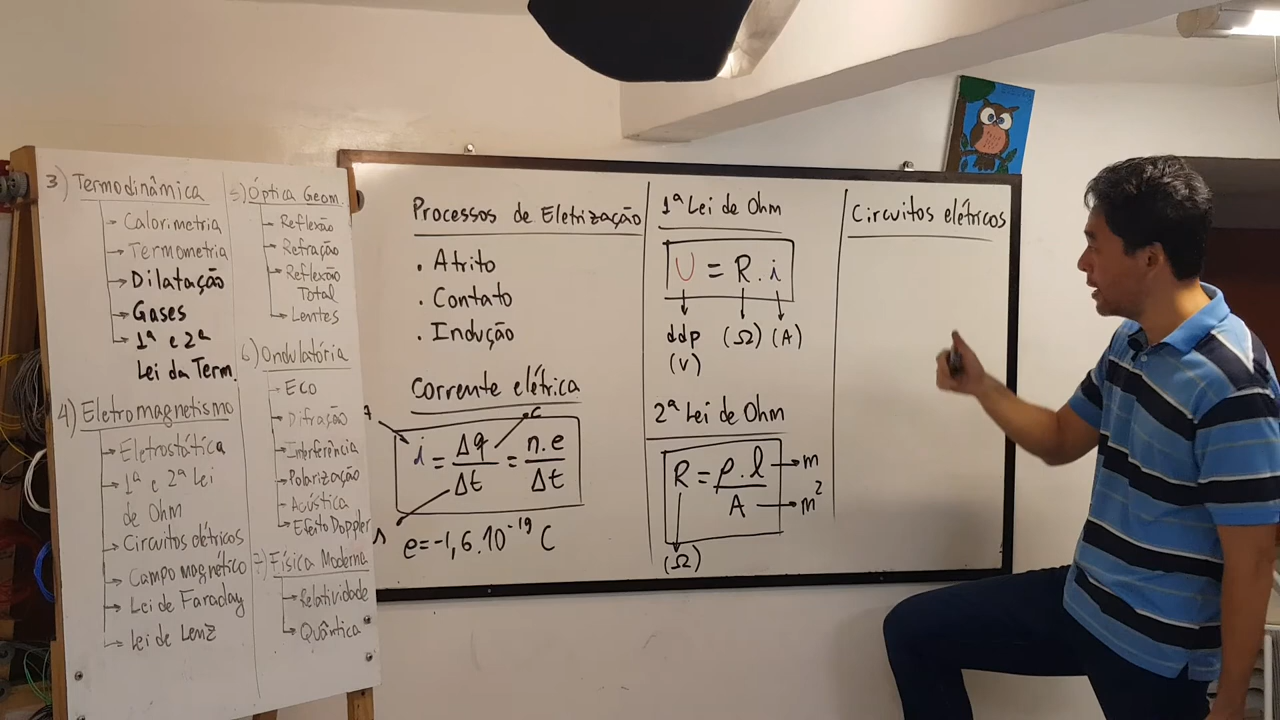 3) Termodinâmica
Calorimetria
Termometria
Dilatação
Gases
1ª e 2ª
Lei da Term.
4) Eletromagnetismo
Eletrostática
1ª e 2ª Lei
de Ohm
Circuitos elétricos
Campo magnético
Lei de Faraday
Lei de Lenz
5) Óptica Geom.
Reflexão
Refração
Reflexão
Total
Lentes
6) Ondulatória
Eco
Difração
Interferência
Polarização
Acústica
Efeito Doppler
7) Física Moderna
Relatividade
Quântica
Processos de Eletrização
. Atrito
. Contato
. Indução
Corrente elétrica
A
C
i = Δq/Δt = n.e/Δt
s
e = -1,6.10⁻¹⁹ C
1ª Lei de Ohm
U = R.i
ddp (Ω) (A)
(V)
2ª Lei de Ohm
R = ρ.l/A
m
m²
(Ω)
Circuitos elétricos